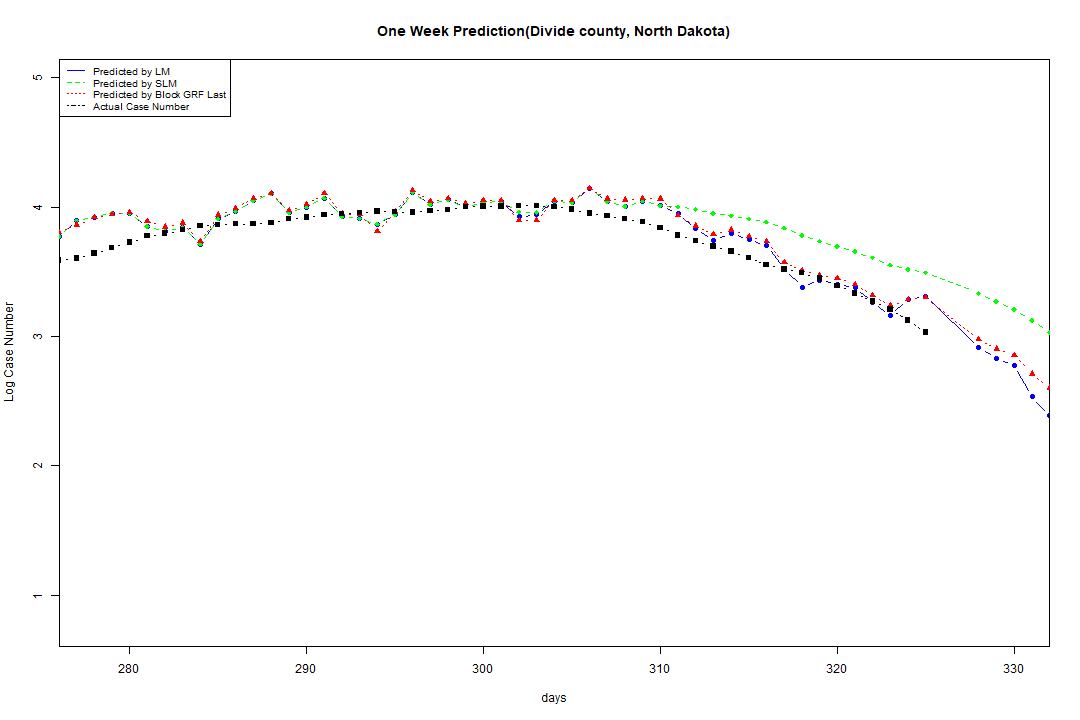 One Week Prediction(Divide county, North Dakota)
Predicted by LM
Predicted by SLM
Predicted by Block GRF Last
Actual Case Number
5
4
3
2
1
Log Case Number
280 290 300 310 320 330
days